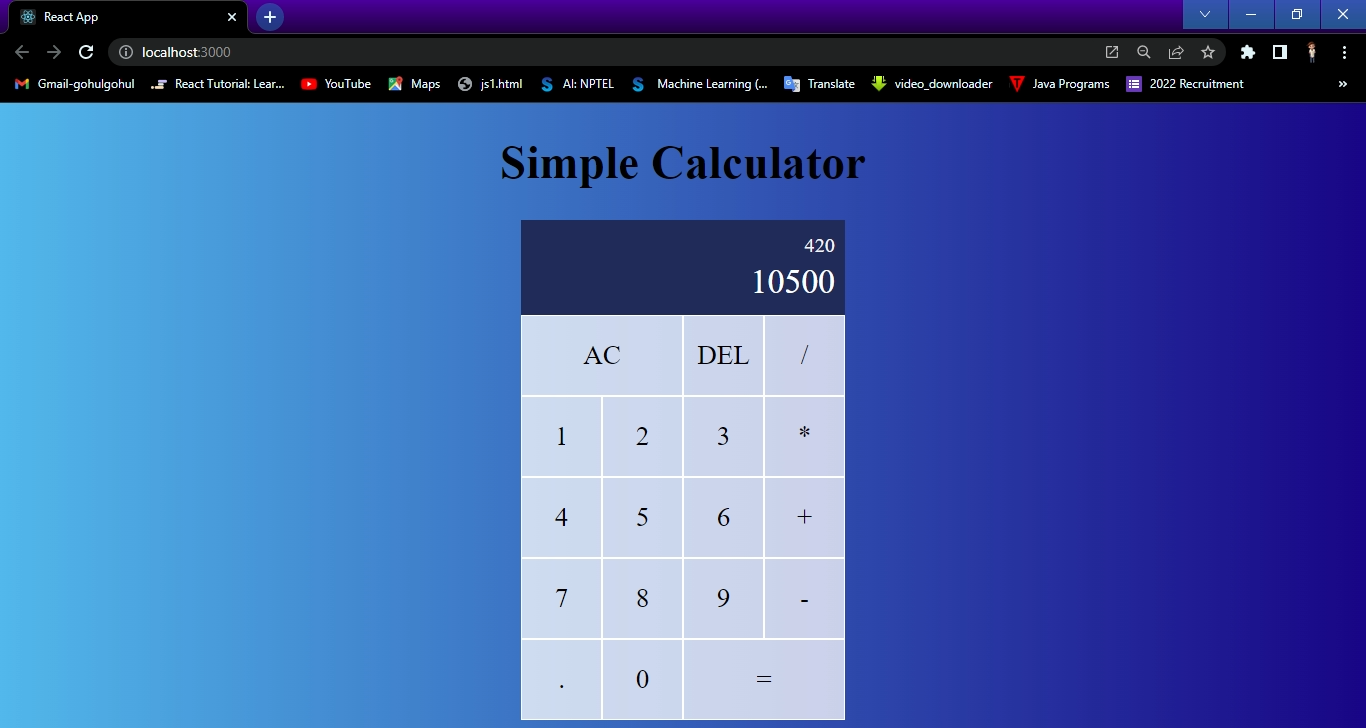 React App
localhost:3000
Gmail-gohulgohul React Tutorial: Lear... YouTube Maps js1.html AI: NPTEL Machine Learning (... Translate video_downloader Java Programs 2022 Recruitment »
Simple Calculator
420
10500
AC DEL /
1 2 3 *
4 5 6 +
7 8 9 -
. 0 =